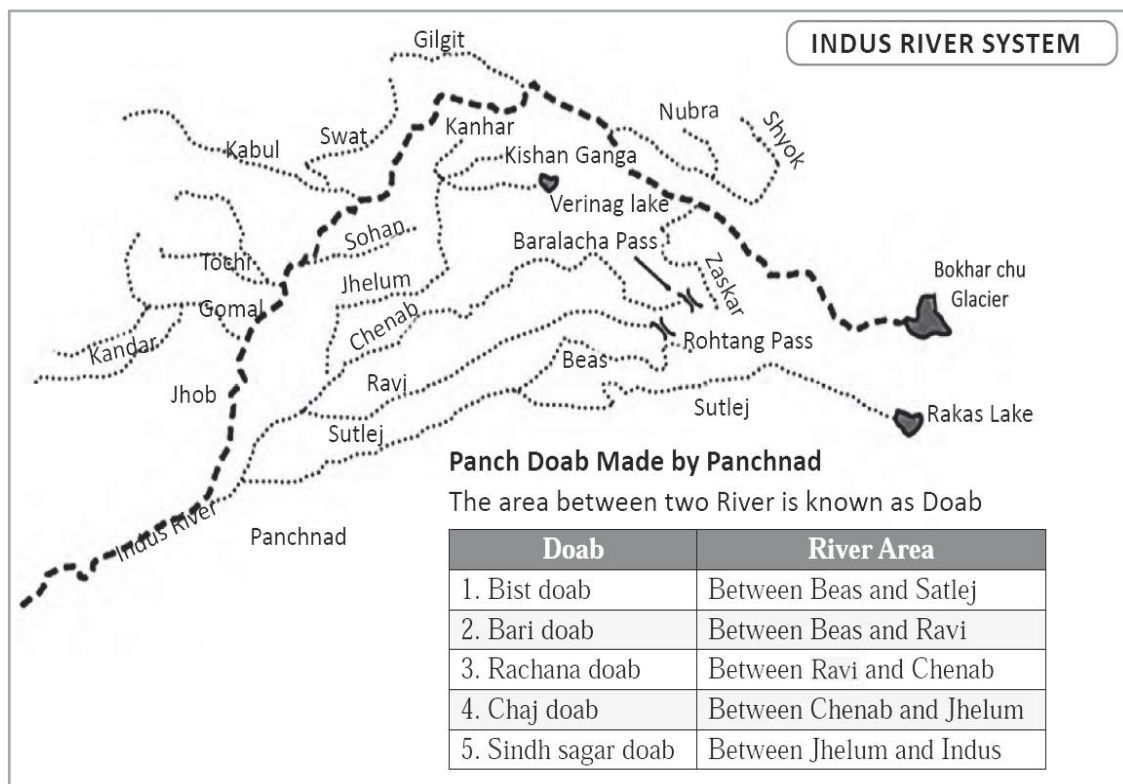 INDUS RIVER SYSTEM
Gilgit
Nubra
Shyok
Kanhar
Swat
Kabul
Kishan Ganga
Verinag lake
Sohan
Baralacha Pass
Tochi
Zaskar
Bokhar chu
Glacier
Jhelum
Gomal
Chenab
Kandar
Rohtang Pass
Beas
Ravi
Jhob
Sutlej
Rakas Lake
Sutlej
Indus River
Panchnad
Panch Doab Made by Panchnad
The area between two River is known as Doab
Doab River Area
1. Bist doab Between Beas and Satlej
2. Bari doab Between Beas and Ravi
3. Rachana doab Between Ravi and Chenab
4. Chaj doab Between Chenab and Jhelum
5. Sindh sagar doab Between Jhelum and Indus